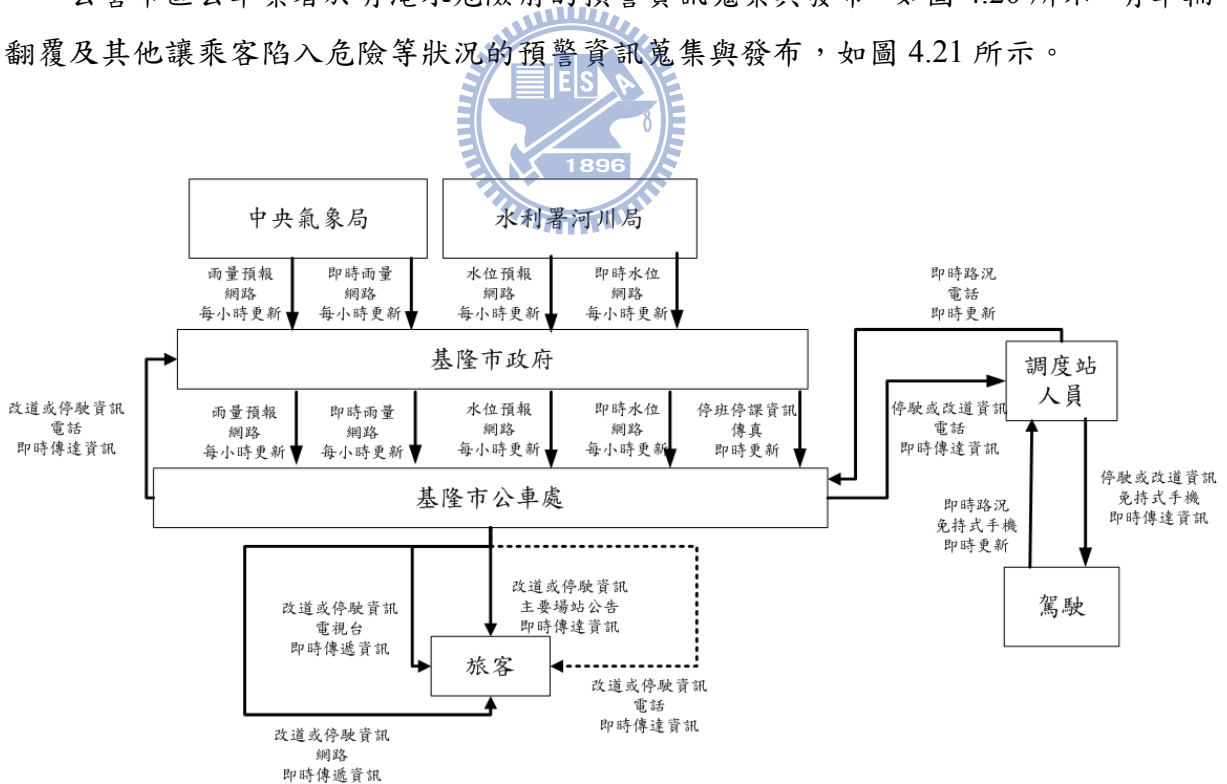 翻覆及其他讓乘客陷入危險等狀況的預警資訊蒐集與發布，如圖 4.21 所示。
ESA
8
1896
中央氣象局
水利署河川局
雨量預報
網路
每小時更新
即時雨量
網路
每小時更新
水位預報
網路
每小時更新
即時水位
網路
每小時更新
即時路況
電話
即時更新
基隆市政府
調度站
人員
改道或停駛資訊
電話
即時傳達資訊
雨量預報
網路
每小時更新
即時雨量
網路
每小時更新
水位預報
網路
每小時更新
即時水位
網路
每小時更新
停班停課資訊
傳真
即時更新
停駛或改道資訊
電話
即時傳達資訊
基隆市公車處
即時路況
免持式手機
即時更新
停駛或改道資訊
免持式手機
即時傳達資訊
駕駛
改道或停駛資訊
電視台
即時傳遞資訊
改道或停駛資訊
主要場站公告
即時傳達資訊
旅客
改道或停駛資訊
電話
即時傳達資訊
改道或停駛資訊
網路
即時傳遞資訊